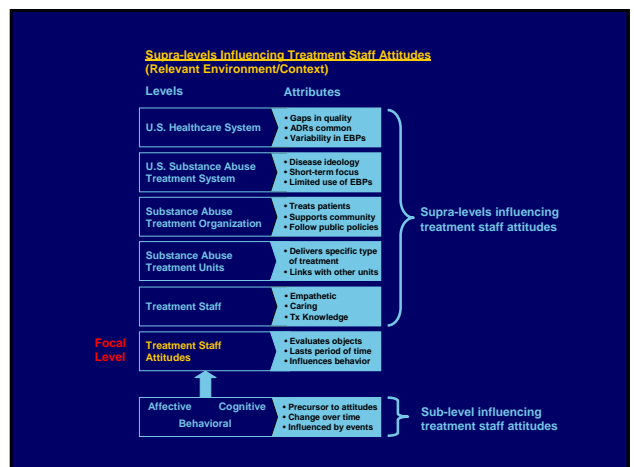 Supra-levels Influencing Treatment Staff Attitudes
(Relevant Environment/Context)
Levels
Attributes
U.S. Healthcare System
• Gaps in quality
• ADRs common
• Variability in EBPs
U.S. Substance Abuse
Treatment System
• Disease ideology
• Short-term focus
• Limited use of EBPs
Substance Abuse
Treatment Organization
• Treats patients
• Supports community
• Follow public policies
Substance Abuse
Treatment Units
• Delivers specific type
of treatment
• Links with other units
Treatment Staff
• Empathetic
• Caring
• Tx Knowledge
Supra-levels influencing
treatment staff attitudes
Focal
Level
Treatment Staff
Attitudes
• Evaluates objects
• Lasts period of time
• Influences behavior
Affective Cognitive
Behavioral
• Precursor to attitudes
• Change over time
• Influenced by events
Sub-level influencing
treatment staff attitudes